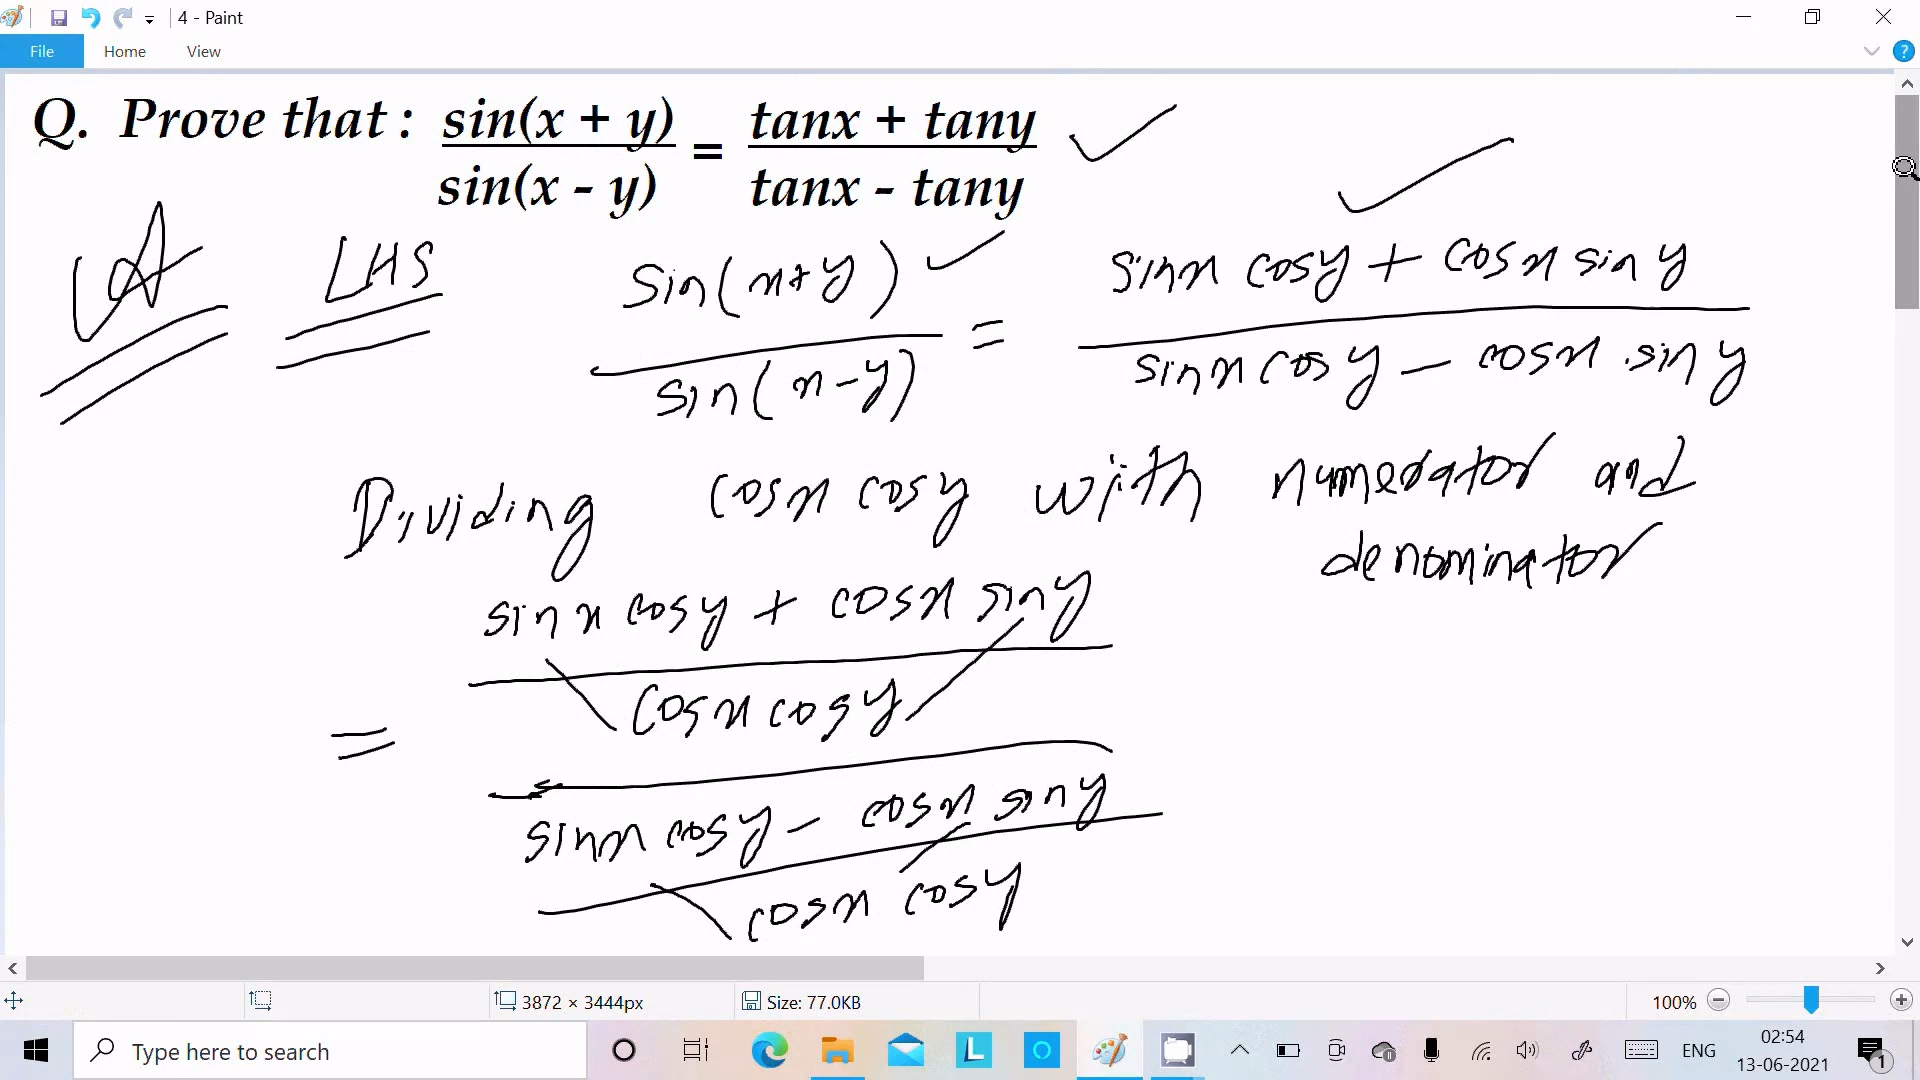 4 - Paint
File Home View
Q. Prove that : sin(x + y) / sin(x - y) = tanx + tany / tanx - tany
A LHS sin(x+y) / sin(x-y) = sinx cosy + cosx siny / sinx cosy - cosx . siny
Dividing cosx cosy with numerator and
denominator
sinx cosy + cosx siny
cosx cosy
=
sinx cosy - cosx siny
cosx cosy
3872 × 3444px Size: 77.0KB 100%
Type here to search
L
ENG 02:54
13-06-2021
1